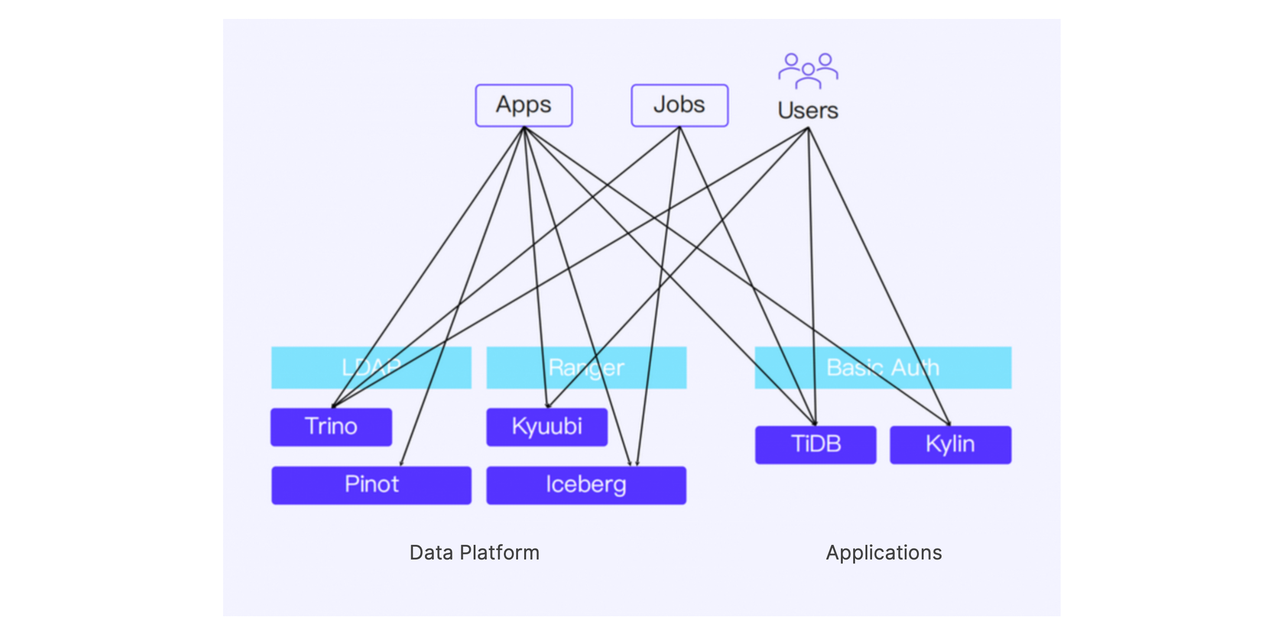 Apps
Jobs
Users
LDAP
Ranger
Basic Auth
Trino
Kyuubi
TiDB
Kylin
Pinot
Iceberg
Data Platform
Applications